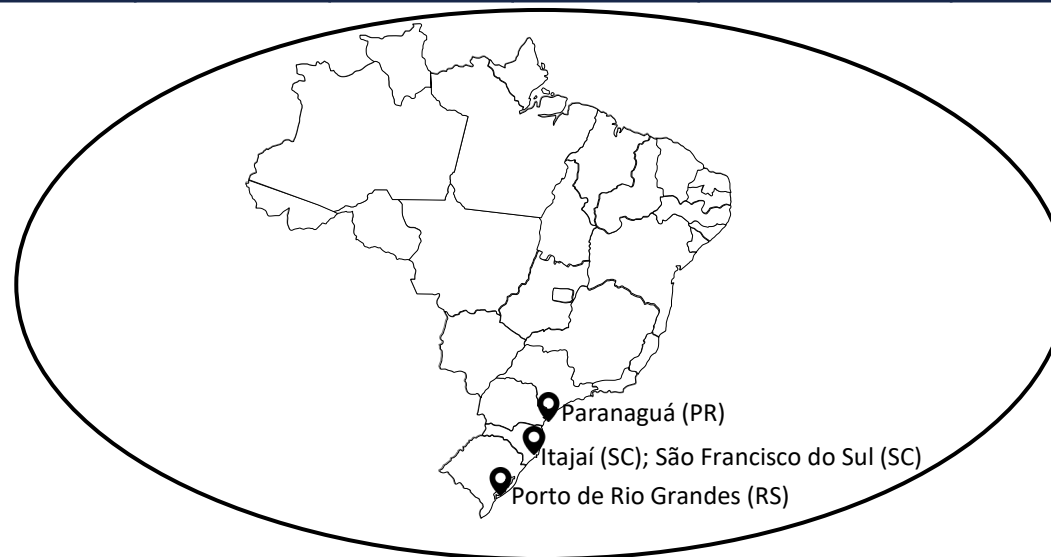 Paranaguá (PR)
Itajaí (SC); São Francisco do Sul (SC)
Porto de Rio Grandes (RS)